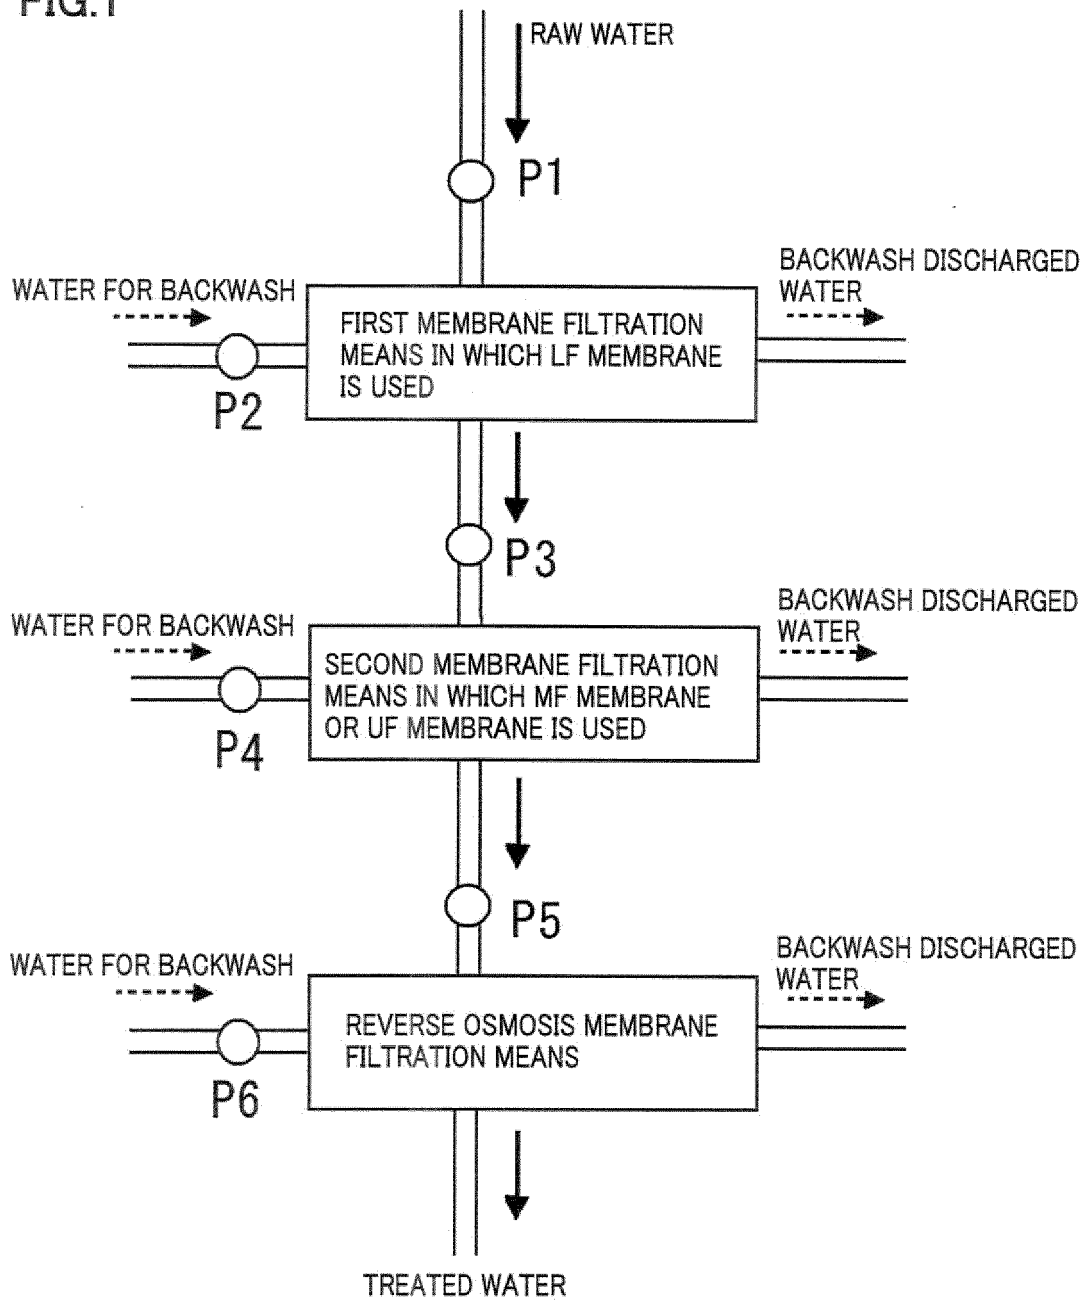 FIG.1
RAW WATER
P1
WATER FOR BACKWASH
BACKWASH DISCHARGED
WATER
FIRST MEMBRANE FILTRATION
MEANS IN WHICH LF MEMBRANE
IS USED
P2
P3
WATER FOR BACKWASH
BACKWASH DISCHARGED
WATER
SECOND MEMBRANE FILTRATION
MEANS IN WHICH MF MEMBRANE
OR UF MEMBRANE IS USED
P4
P5
WATER FOR BACKWASH
BACKWASH DISCHARGED
WATER
REVERSE OSMOSIS MEMBRANE
FILTRATION MEANS
P6
TREATED WATER